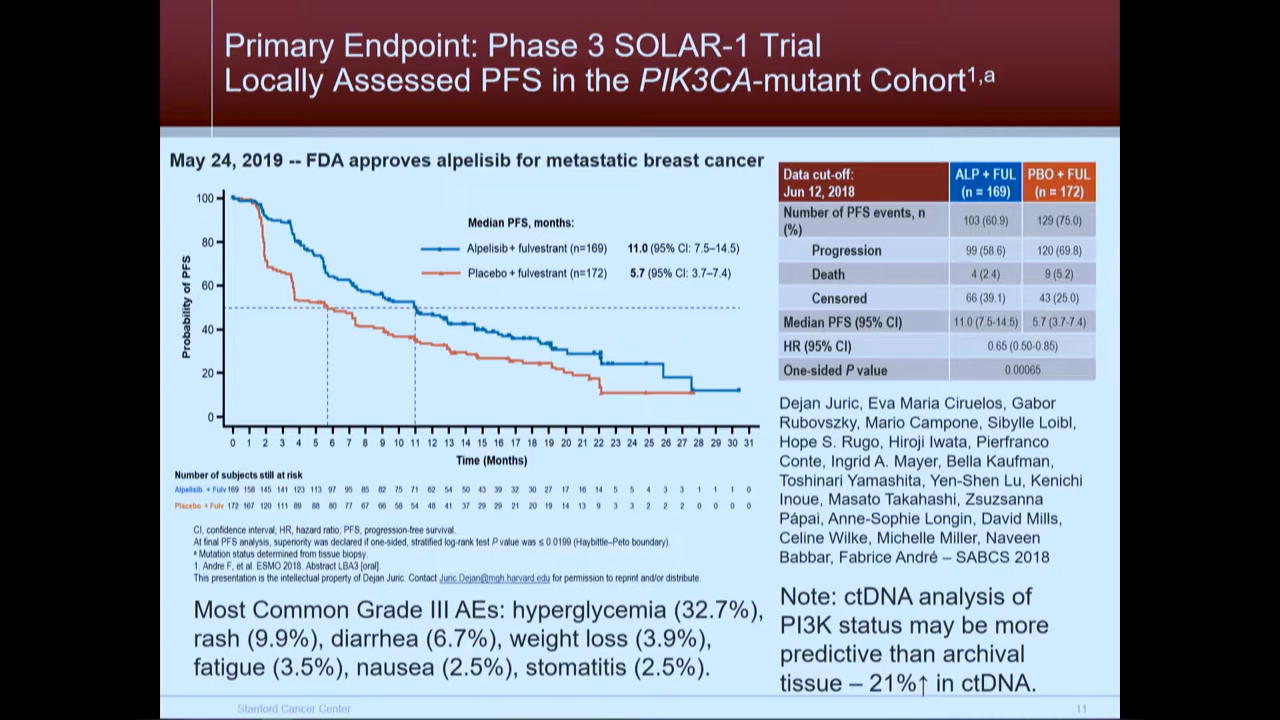 Primary Endpoint: Phase 3 SOLAR-1 Trial
Locally Assessed PFS in the PIK3CA-mutant Cohort1,a
May 24, 2019 -- FDA approves alpelisib for metastatic breast cancer
Probability of PFS
100
80
60
40
20
0
Median PFS, months:
Alpelisib + fulvestrant (n=169) 11.0 (95% CI: 7.5–14.5)
Placebo + fulvestrant (n=172) 5.7 (95% CI: 3.7–7.4)
0 1 2 3 4 5 6 7 8 9 10 11 12 13 14 15 16 17 18 19 20 21 22 23 24 25 26 27 28 29 30 31
Time (Months)
Number of subjects still at risk
Alpelisib + Fulv 169 158 145 141 123 113 97 95 85 82 75 71 62 54 50 43 39 32 30 27 17 16 14 5 5 4 3 3 1 1 1 0
Placebo + Fulv 172 167 120 111 89 88 80 77 67 66 58 54 48 41 37 29 29 21 20 19 14 13 9 3 3 2 2 2 0 0 0 0
CI, confidence interval; HR, hazard ratio; PFS, progression-free survival.
At final PFS analysis, superiority was declared if one-sided, stratified log-rank test P value was ≤ 0.0199 (Haybittle–Peto boundary).
a Mutation status determined from tissue biopsy.
1. Andre F, et al. ESMO 2018. Abstract LBA3 [oral].
This presentation is the intellectual property of Dejan Juric. Contact Juric.Dejan@mgh.harvard.edu for permission to reprint and/or distribute.
Most Common Grade III AEs: hyperglycemia (32.7%),
rash (9.9%), diarrhea (6.7%), weight loss (3.9%),
fatigue (3.5%), nausea (2.5%), stomatitis (2.5%).
Data cut-off: ALP + FUL PBO + FUL
Jun 12, 2018 (n = 169) (n = 172)
Number of PFS events, n
(%) 103 (60.9) 129 (75.0)
Progression 99 (58.6) 120 (69.8)
Death 4 (2.4) 9 (5.2)
Censored 66 (39.1) 43 (25.0)
Median PFS (95% CI) 11.0 (7.5-14.5) 5.7 (3.7-7.4)
HR (95% CI) 0.65 (0.50-0.85)
One-sided P value 0.00065
Dejan Juric, Eva Maria Ciruelos, Gabor
Rubovszky, Mario Campone, Sibylle Loibl,
Hope S. Rugo, Hiroji Iwata, Pierfranco
Conte, Ingrid A. Mayer, Bella Kaufman,
Toshinari Yamashita, Yen-Shen Lu, Kenichi
Inoue, Masato Takahashi, Zsuzsanna
Pápai, Anne-Sophie Longin, David Mills,
Celine Wilke, Michelle Miller, Naveen
Babbar, Fabrice André – SABCS 2018
Note: ctDNA analysis of
PI3K status may be more
predictive than archival
tissue – 21%↑ in ctDNA.
Stanford Cancer Center
11